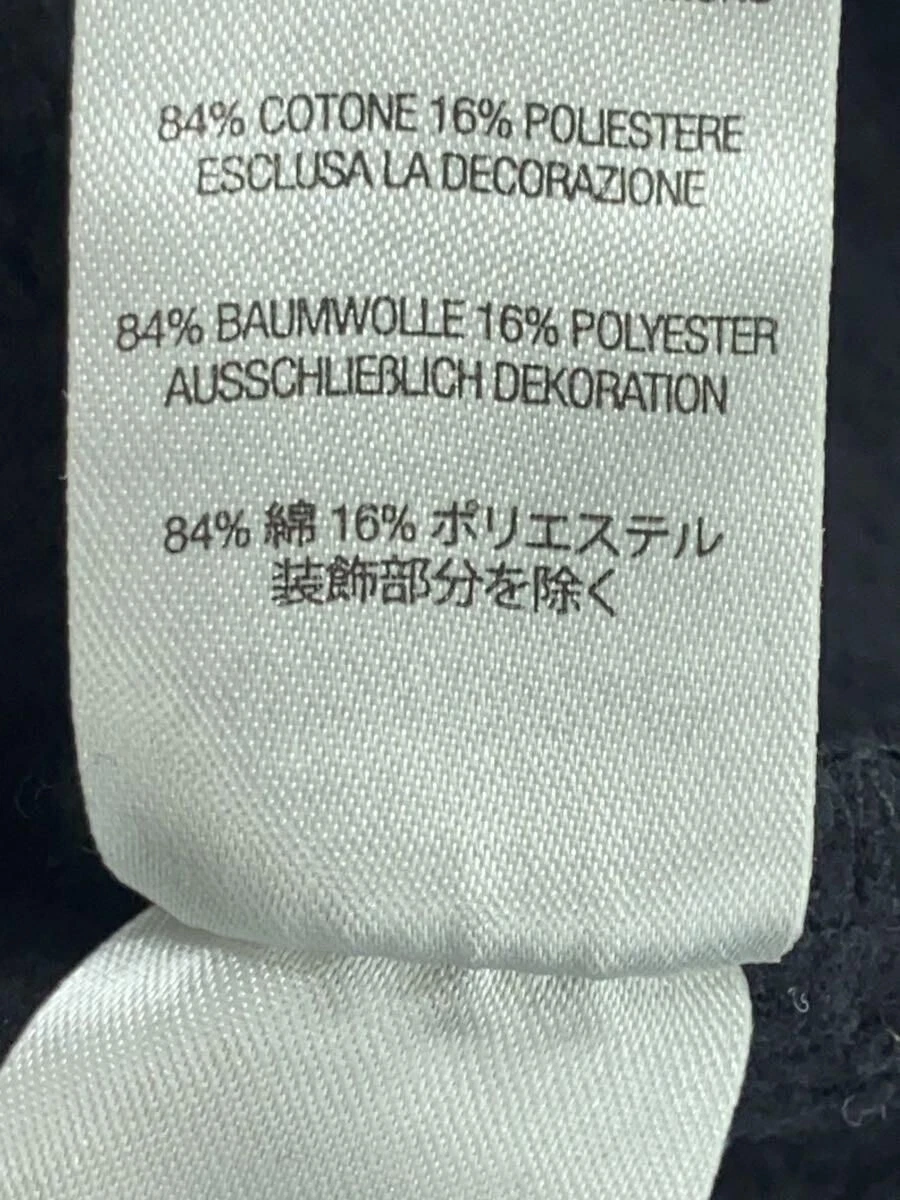 84% COTONE 16% POLIESTERE
ESCLUSA LA DECORAZIONE
84% BAUMWOLLE 16% POLYESTER
AUSSCHLIEßLICH DEKORATION
84% 綿 16% ポリエステル
装飾部分を除く